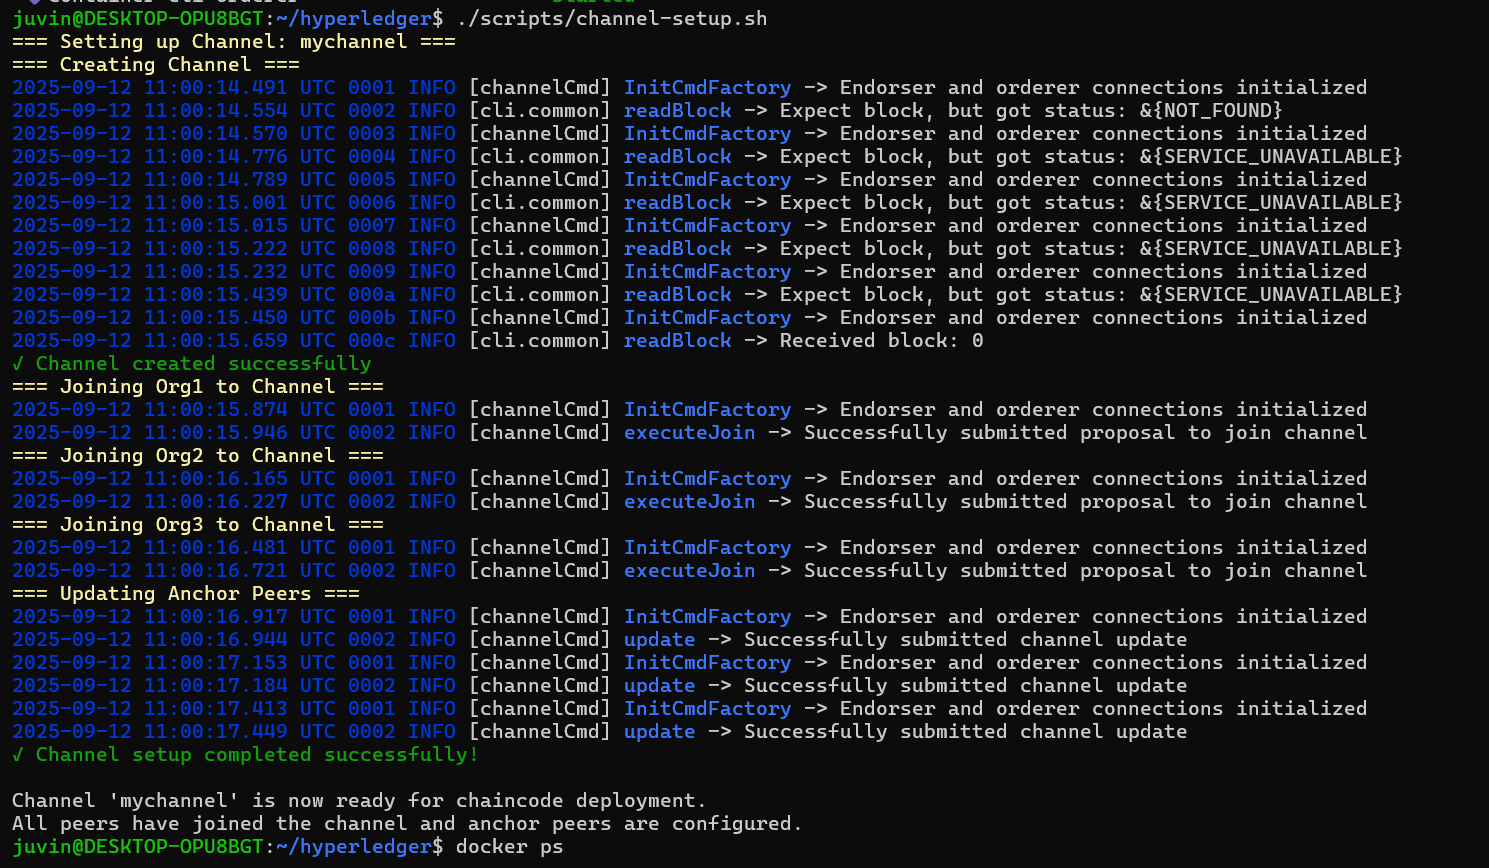 juvin@DESKTOP-OPU8BGT:~/hyperledger$ ./scripts/channel-setup.sh
=== Setting up Channel: mychannel ===
=== Creating Channel ===
2025-09-12 11:00:14.491 UTC 0001 INFO [channelCmd] InitCmdFactory -> Endorser and orderer connections initialized
2025-09-12 11:00:14.554 UTC 0002 INFO [cli.common] readBlock -> Expect block, but got status: &{NOT_FOUND}
2025-09-12 11:00:14.570 UTC 0003 INFO [channelCmd] InitCmdFactory -> Endorser and orderer connections initialized
2025-09-12 11:00:14.776 UTC 0004 INFO [cli.common] readBlock -> Expect block, but got status: &{SERVICE_UNAVAILABLE}
2025-09-12 11:00:14.789 UTC 0005 INFO [channelCmd] InitCmdFactory -> Endorser and orderer connections initialized
2025-09-12 11:00:15.001 UTC 0006 INFO [cli.common] readBlock -> Expect block, but got status: &{SERVICE_UNAVAILABLE}
2025-09-12 11:00:15.015 UTC 0007 INFO [channelCmd] InitCmdFactory -> Endorser and orderer connections initialized
2025-09-12 11:00:15.222 UTC 0008 INFO [cli.common] readBlock -> Expect block, but got status: &{SERVICE_UNAVAILABLE}
2025-09-12 11:00:15.232 UTC 0009 INFO [channelCmd] InitCmdFactory -> Endorser and orderer connections initialized
2025-09-12 11:00:15.439 UTC 000a INFO [cli.common] readBlock -> Expect block, but got status: &{SERVICE_UNAVAILABLE}
2025-09-12 11:00:15.450 UTC 000b INFO [channelCmd] InitCmdFactory -> Endorser and orderer connections initialized
2025-09-12 11:00:15.659 UTC 000c INFO [cli.common] readBlock -> Received block: 0
√ Channel created successfully
=== Joining Org1 to Channel ===
2025-09-12 11:00:15.874 UTC 0001 INFO [channelCmd] InitCmdFactory -> Endorser and orderer connections initialized
2025-09-12 11:00:15.946 UTC 0002 INFO [channelCmd] executeJoin -> Successfully submitted proposal to join channel
=== Joining Org2 to Channel ===
2025-09-12 11:00:16.165 UTC 0001 INFO [channelCmd] InitCmdFactory -> Endorser and orderer connections initialized
2025-09-12 11:00:16.227 UTC 0002 INFO [channelCmd] executeJoin -> Successfully submitted proposal to join channel
=== Joining Org3 to Channel ===
2025-09-12 11:00:16.481 UTC 0001 INFO [channelCmd] InitCmdFactory -> Endorser and orderer connections initialized
2025-09-12 11:00:16.721 UTC 0002 INFO [channelCmd] executeJoin -> Successfully submitted proposal to join channel
=== Updating Anchor Peers ===
2025-09-12 11:00:16.917 UTC 0001 INFO [channelCmd] InitCmdFactory -> Endorser and orderer connections initialized
2025-09-12 11:00:16.944 UTC 0002 INFO [channelCmd] update -> Successfully submitted channel update
2025-09-12 11:00:17.153 UTC 0001 INFO [channelCmd] InitCmdFactory -> Endorser and orderer connections initialized
2025-09-12 11:00:17.184 UTC 0002 INFO [channelCmd] update -> Successfully submitted channel update
2025-09-12 11:00:17.413 UTC 0001 INFO [channelCmd] InitCmdFactory -> Endorser and orderer connections initialized
2025-09-12 11:00:17.449 UTC 0002 INFO [channelCmd] update -> Successfully submitted channel update
√ Channel setup completed successfully!
Channel 'mychannel' is now ready for chaincode deployment.
All peers have joined the channel and anchor peers are configured.
juvin@DESKTOP-OPU8BGT:~/hyperledger$ docker ps